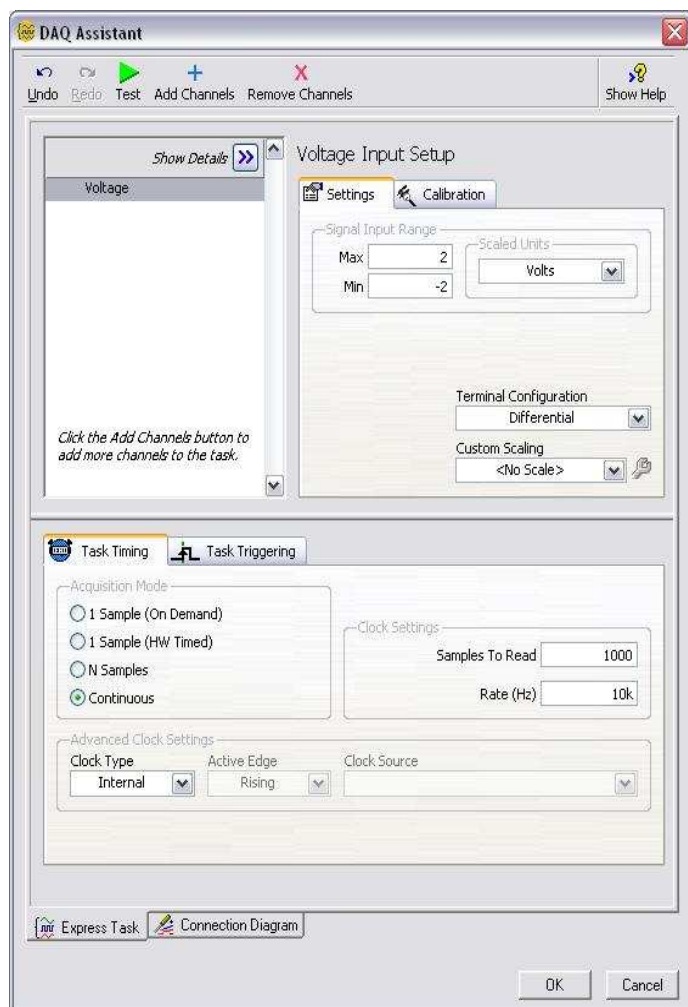 DAQ Assistant
Undo Redo Test Add Channels Remove Channels Show Help
Show Details
Voltage
Click the Add Channels button to
add more channels to the task.
Voltage Input Setup
Settings Calibration
Signal Input Range
Max 2
Min -2
Scaled Units
Volts
Terminal Configuration
Differential
Custom Scaling
<No Scale>
Task Timing Task Triggering
Acquisition Mode
1 Sample (On Demand)
1 Sample (HW Timed)
N Samples
Continuous
Clock Settings
Samples To Read 1000
Rate (Hz) 10k
Advanced Clock Settings
Clock Type Active Edge Clock Source
Internal Rising
Express Task Connection Diagram
OK Cancel